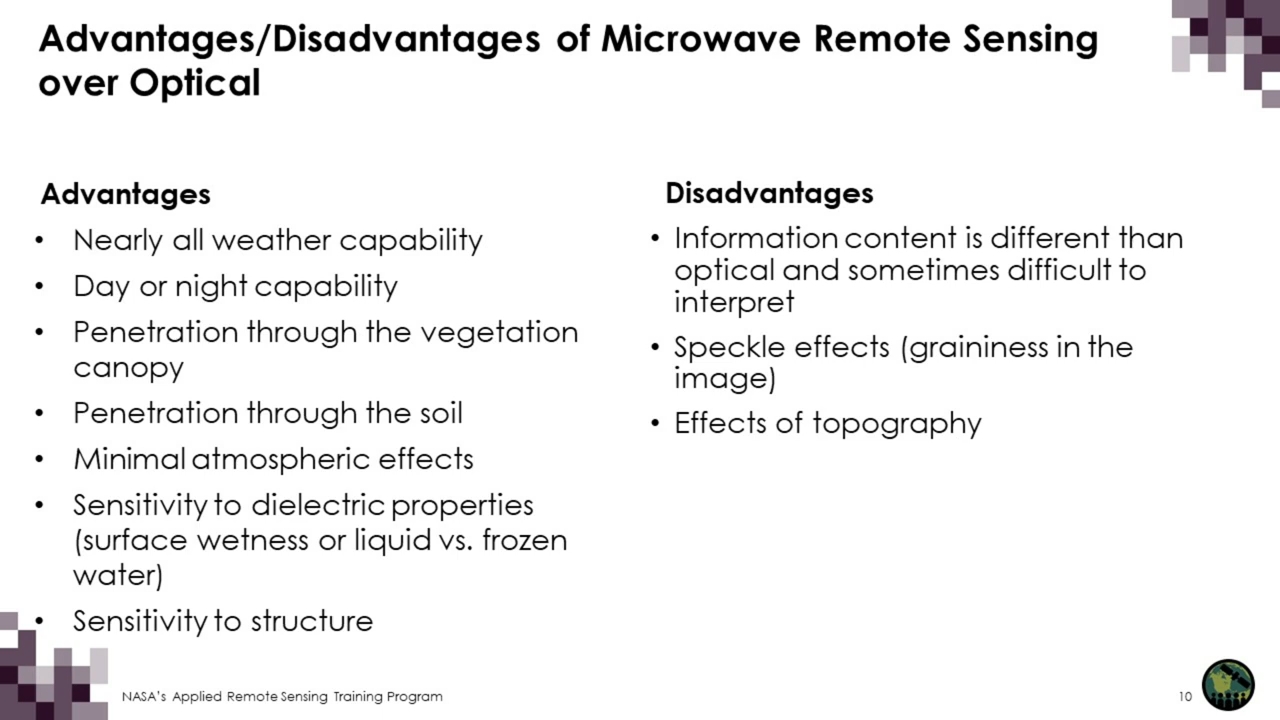 Advantages/Disadvantages of Microwave Remote Sensing
over Optical
Advantages
• Nearly all weather capability
• Day or night capability
• Penetration through the vegetation
canopy
• Penetration through the soil
• Minimal atmospheric effects
• Sensitivity to dielectric properties
(surface wetness or liquid vs. frozen
water)
• Sensitivity to structure
Disadvantages
• Information content is different than
optical and sometimes difficult to
interpret
• Speckle effects (graininess in the
image)
• Effects of topography
NASA's Applied Remote Sensing Training Program
10